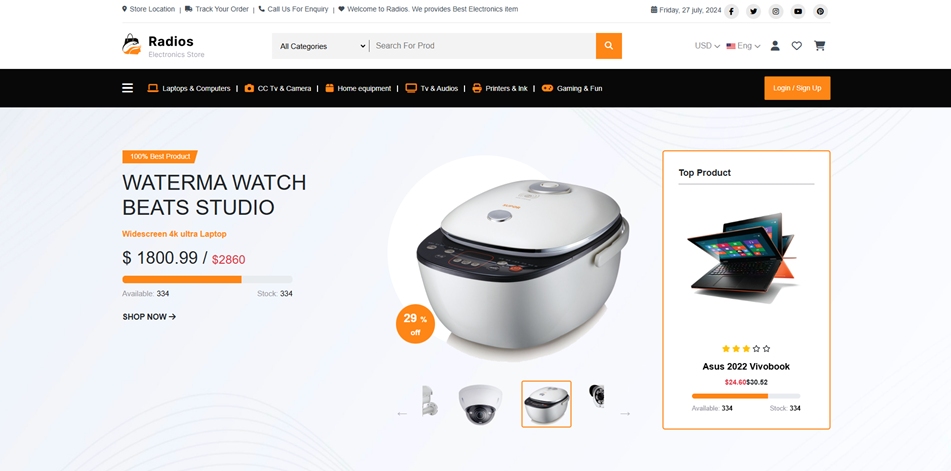 Store Location | Track Your Order | Call Us For Enquiry | Welcome to Radios. We provides Best Electronics item
Friday, 27 july, 2024
Radios
Electronics Store
All Categories
Search For Prod
USD
Eng
Laptops & Computers | CC Tv & Camera | Home equipment | Tv & Audios | Printers & Ink | Gaming & Fun
Login / Sign Up
100% Best Product
WATERMA WATCH
BEATS STUDIO
Widescreen 4k ultra Laptop
$ 1800.99 / $2860
Available: 334
Stock: 334
SHOP NOW
29 %
off
Top Product
Asus 2022 Vivobook
$24.60$30.52
Available: 334
Stock: 334